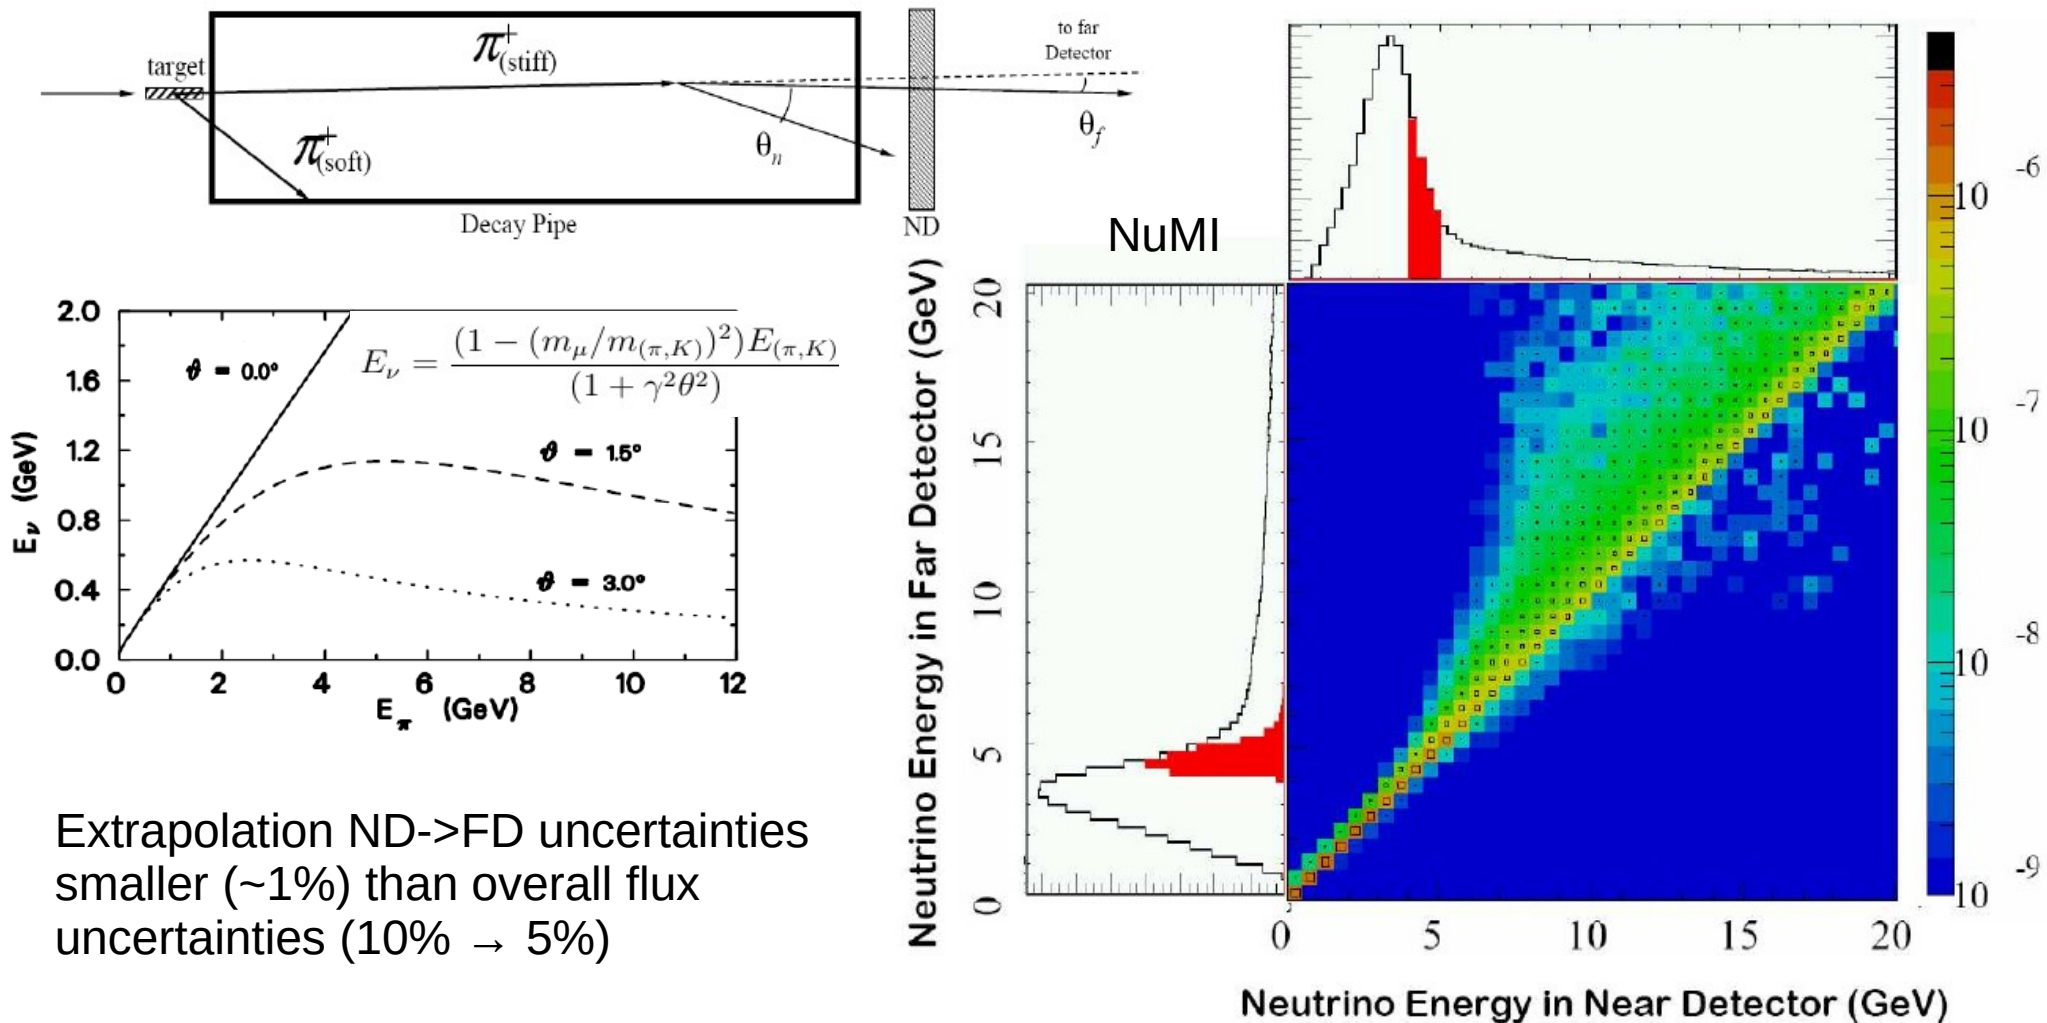 target
π⁺(stiff)
to far
Detector
π⁺(soft)
θn
θf
Decay Pipe
ND
NuMI
2.0
1.6
1.2
0.8
0.4
0.0
Eν (GeV)
ϑ = 0.0°
Eν = (1 − (mμ/m(π,K))²)E(π,K) / (1 + γ²θ²)
ϑ = 1.5°
ϑ = 3.0°
0 2 4 6 8 10 12
Eπ (GeV)
Extrapolation ND->FD uncertainties
smaller (~1%) than overall flux
uncertainties (10% → 5%)
Neutrino Energy in Far Detector (GeV)
20
15
10
5
0
0 5 10 15 20
Neutrino Energy in Near Detector (GeV)
10 -6
10 -7
10 -8
10 -9